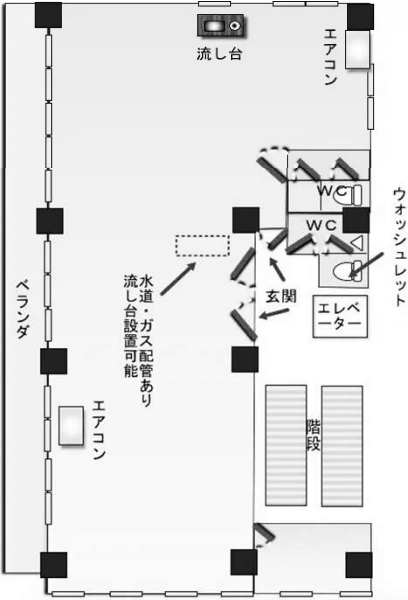 流し台
エアコン
WC
WC
ウォッシュレット
玄関
エレベ
ーター
水道・ガス配管あり
流し台設置可能
ベランダ
エアコン
階段